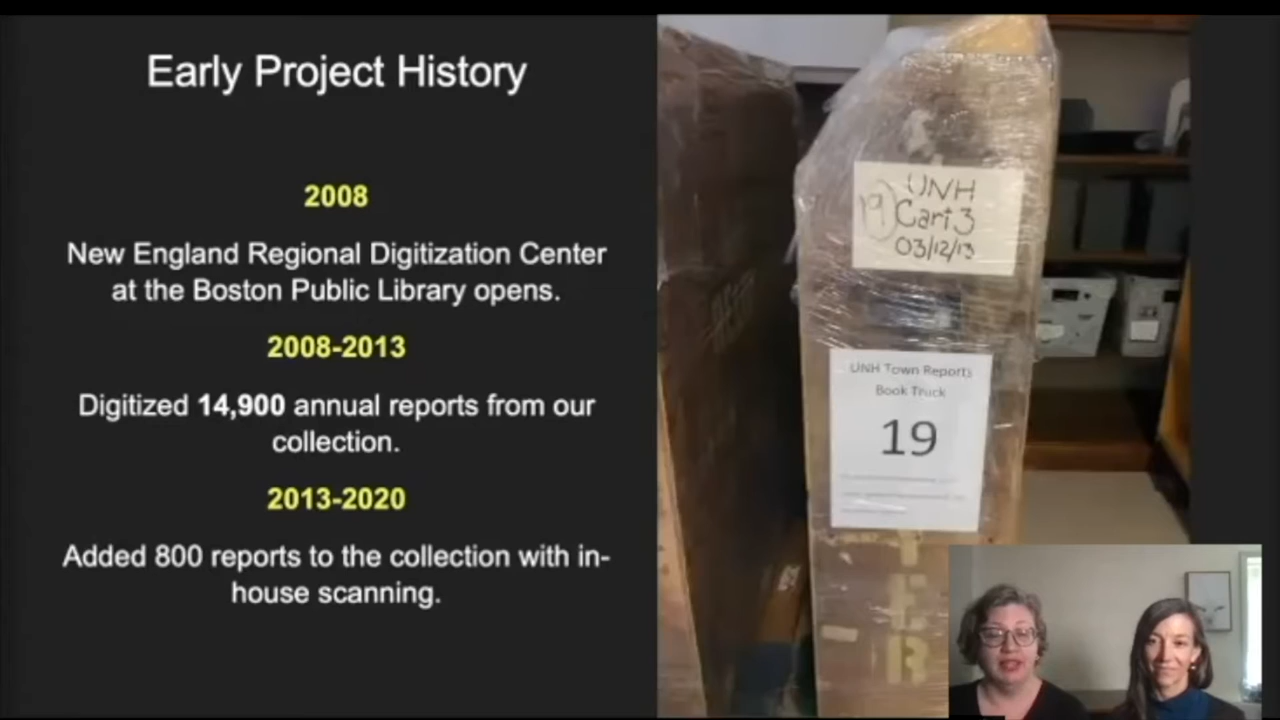 Early Project History
2008
New England Regional Digitization Center
at the Boston Public Library opens.
2008-2013
Digitized 14,900 annual reports from our
collection.
2013-2020
Added 800 reports to the collection with in-
house scanning.
UNH
19 Cart 3
03/12/13
UNH Town Reports
Book Truck
19